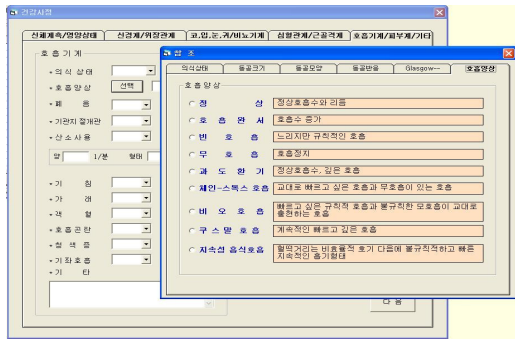 건강사정
신체계측/영양상태 신경계/위장관계 코,입,눈,귀/비뇨기계 심혈관계/근골격계 호흡기계/피부계/기타
호흡기계
의식 상태
호흡양상 선택
폐 음
기관지 절개관
산소사용
양 1/분 형태
기 침
가 래
객 혈
호흡곤란
청 색 증
기좌호흡
기 타
다 음
참 조
의식상태 동공크기 동공모양 동공반응 Glasgow--- 호흡양상
호흡양상
정 상 정상호흡수와 리듬
호 흡 완 서 호흡수 증가
빈 호 흡 느리지만 규칙적인 호흡
무 호 흡 호흡정지
과 도 환 기 정상호흡수, 깊은 호흡
체인-스톡스 호흡 교대로 빠르고 싶은 호흡과 무호흡이 있는 호흡
비 오 호 흡 빠르고 싶은 규칙적 호흡과 불규칙한 모호흡이 교대로
출현하는 호흡
구 스 말 호 흡 계속적인 빠르고 깊은 호흡
지속성 흡식호흡 헐떡거리는 비효율적 호기 다음에 불규칙적하고 빠른
지속적인 흡기형태